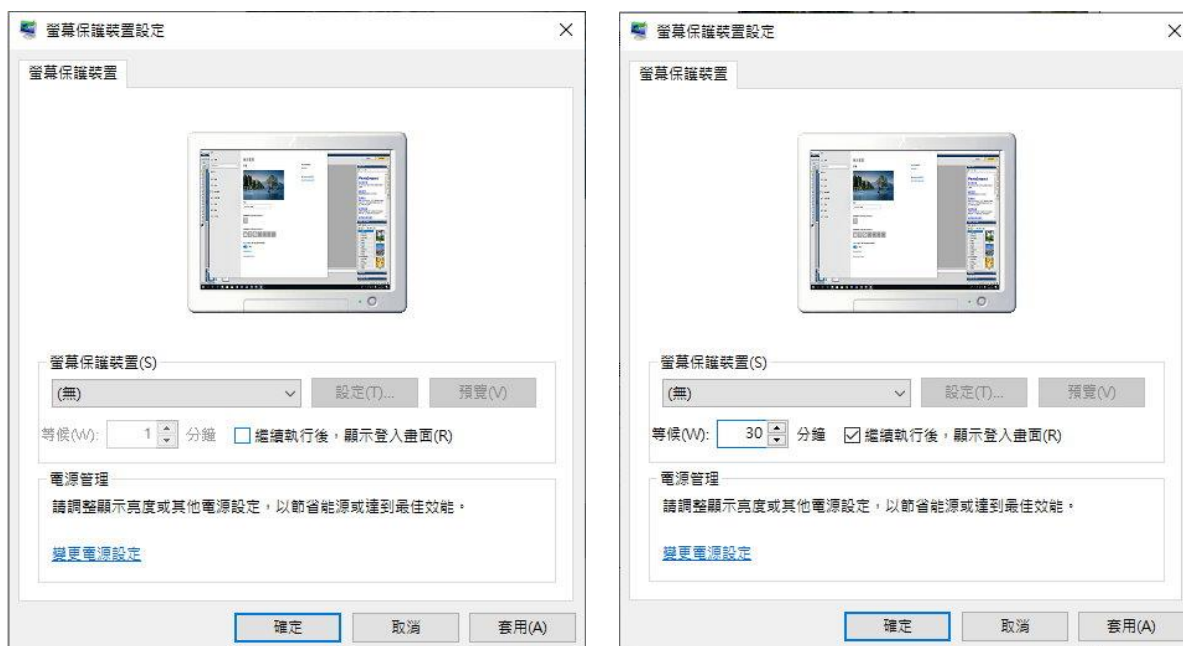 螢幕保護裝置設定
螢幕保護裝置
螢幕保護裝置(S)
(無)
設定(T)...
預覽(V)
等候(W): 1 分鐘 繼續執行後，顯示登入畫面(R)
電源管理
請調整顯示亮度或其他電源設定，以節省能源或達到最佳效能。
變更電源設定
確定
取消
套用(A)
螢幕保護裝置設定
螢幕保護裝置
螢幕保護裝置(S)
(無)
設定(T)...
預覽(V)
等候(W): 30 分鐘 繼續執行後，顯示登入畫面(R)
電源管理
請調整顯示亮度或其他電源設定，以節省能源或達到最佳效能。
變更電源設定
確定
取消
套用(A)